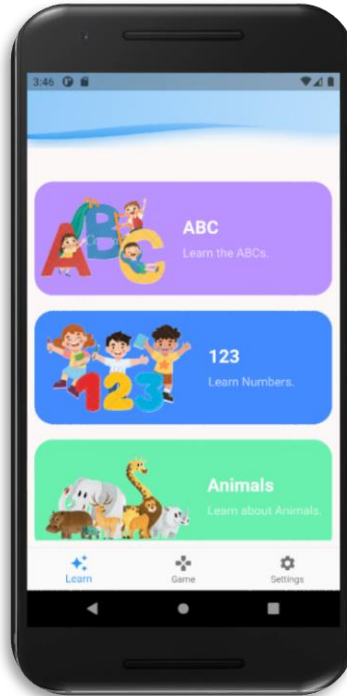 3:46
ABC
ABC
Learn the ABCs.
123
123
Learn Numbers.
Animals
Learn about Animals.
Learn
Game
Settings